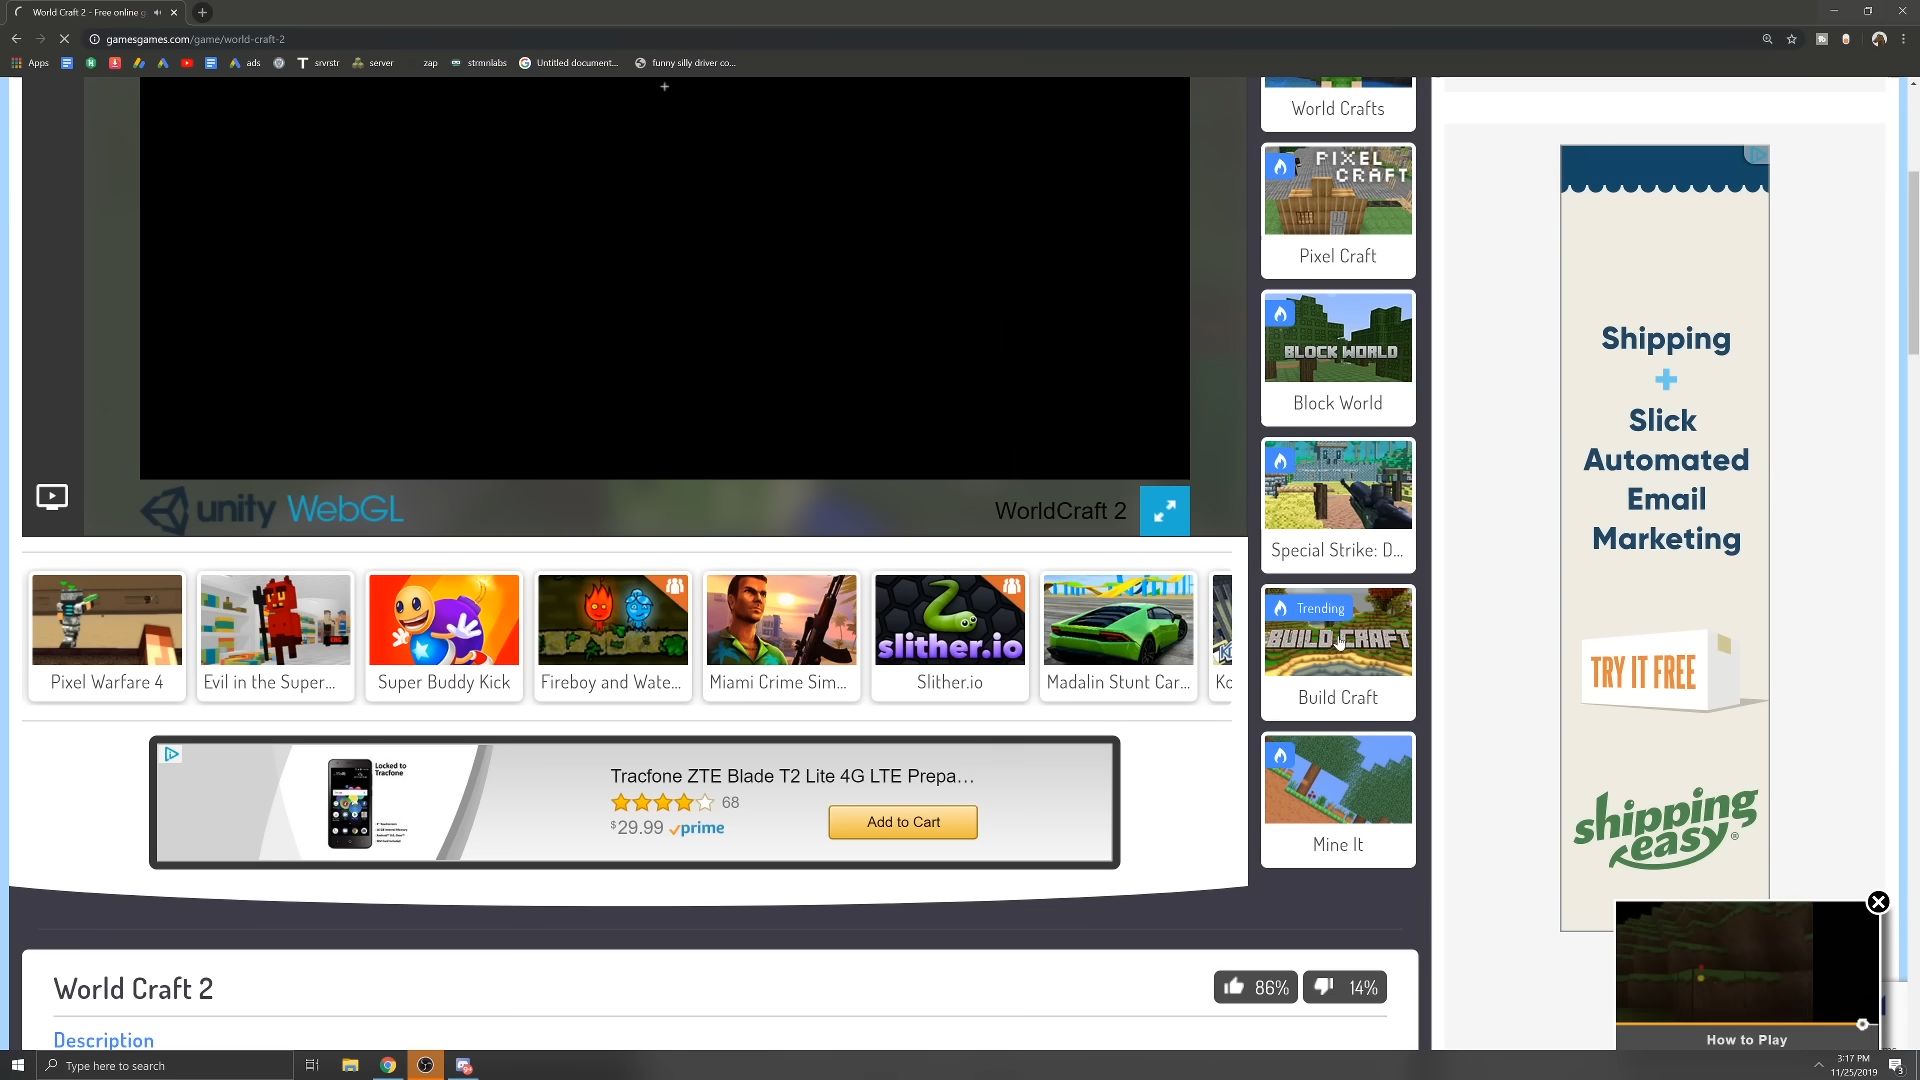 World Craft 2 - Free online g
gamesgames.com/game/world-craft-2
Apps
ads
srvrstr
server
zap
strmnlabs
Untitled document...
funny silly driver co...
World Crafts
PIXEL
CRAFT
Pixel Craft
BLOCK WORLD
Block World
Special Strike: D...
Trending
BUILD CRAFT
Build Craft
Mine It
unity WebGL
WorldCraft 2
slither.io
Pixel Warfare 4
Evil in the Super...
Super Buddy Kick
Fireboy and Wate...
Miami Crime Sim...
Slither.io
Madalin Stunt Car...
Ko
Locked to
Tracfone
Tracfone ZTE Blade T2 Lite 4G LTE Prepa...
68
$29.99 prime
Add to Cart
Shipping
+
Slick
Automated
Email
Marketing
TRY IT FREE
shipping
easy®
World Craft 2
86%
14%
Description
How to Play
Type here to search
9+
3:17 PM
11/25/2019
3